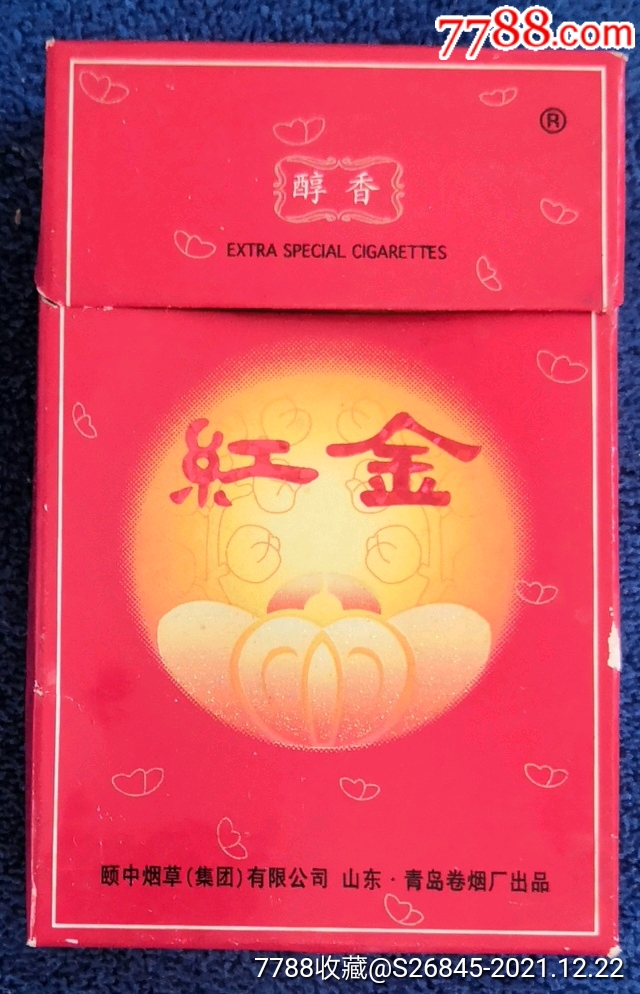 7788.com
®
醇香
EXTRA SPECIAL CIGARETTES
紅金
颐中烟草(集团)有限公司 山东·青岛卷烟厂出品
7788收藏@S26845-2021.12.22